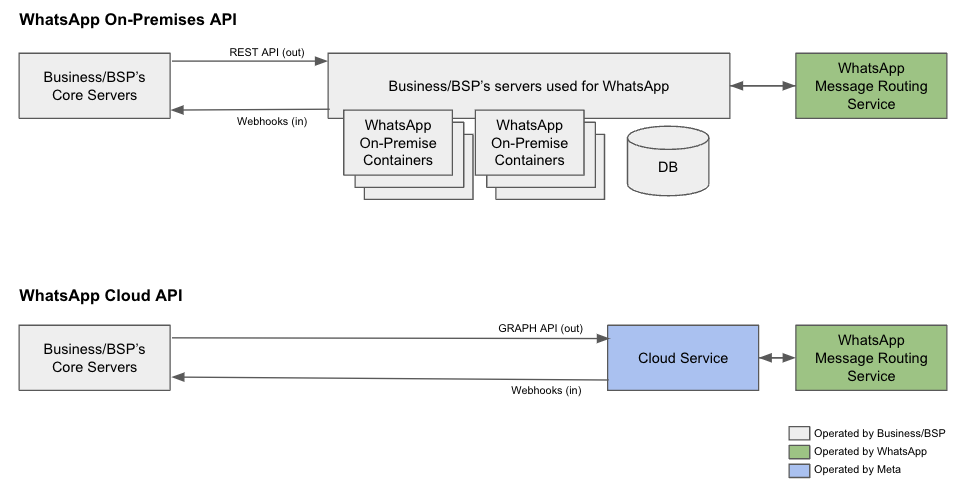 WhatsApp On-Premises API
REST API (out)
Business/BSP's
Core Servers
Business/BSP's servers used for WhatsApp
WhatsApp
Message Routing
Service
Webhooks (in)
WhatsApp
On-Premise
Containers
WhatsApp
On-Premise
Containers
DB
WhatsApp Cloud API
GRAPH API (out)
Business/BSP's
Core Servers
Cloud Service
WhatsApp
Message Routing
Service
Webhooks (in)
Operated by Business/BSP
Operated by WhatsApp
Operated by Meta